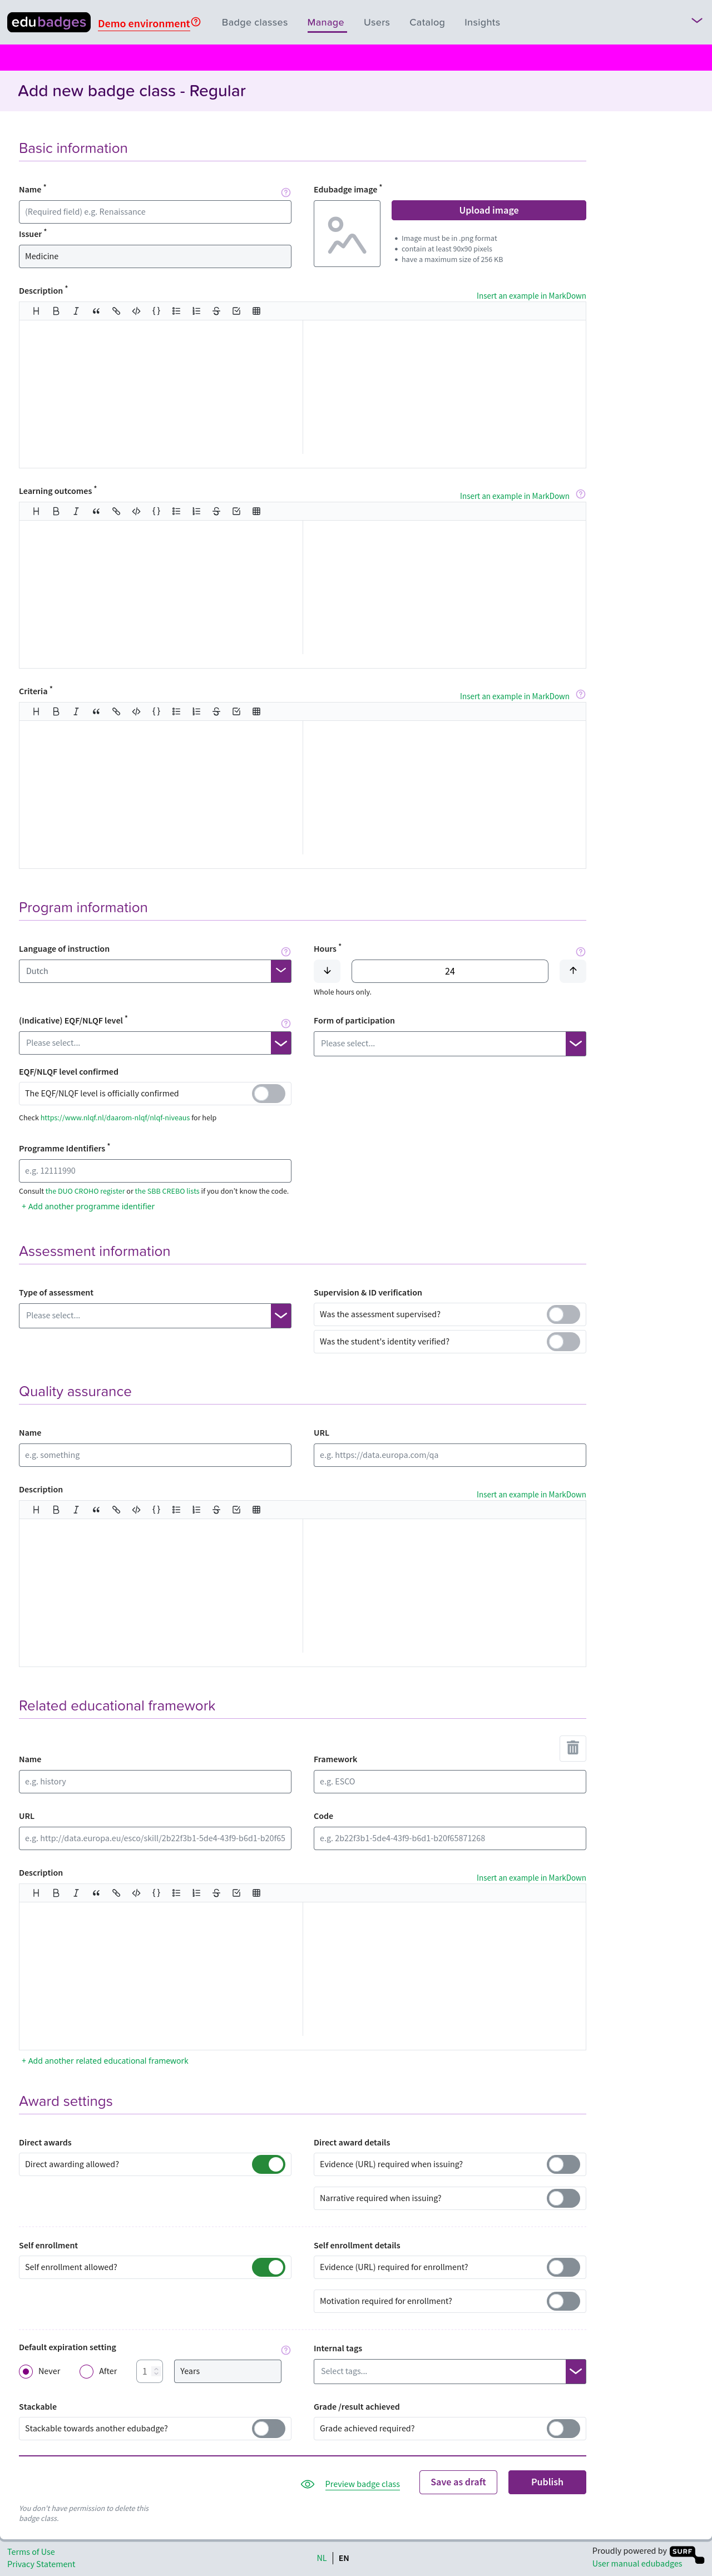 edubadges Demo environment Badge classes Manage Users Catalog Insights
Add new badge class - Regular
Basic information
Name *
(Required field) e.g. Renaissance
Issuer *
Medicine
Edubadge image *
Upload image
Image must be in .png format
contain at least 90x90 pixels
have a maximum size of 256 KB
Description *
Insert an example in MarkDown
Learning outcomes *
Insert an example in MarkDown
Criteria *
Insert an example in MarkDown
Program information
Language of instruction
Dutch
Hours *
24
Whole hours only.
(Indicative) EQF/NLQF level *
Please select...
Form of participation
Please select...
EQF/NLQF level confirmed
The EQF/NLQF level is officially confirmed
Check https://www.nlqf.nl/daarom-nlqf/nlqf-niveaus for help
Programme Identifiers *
e.g. 12111990
Consult the DUO CROHO register or the SBB CREBO lists if you don't know the code.
+ Add another programme identifier
Assessment information
Type of assessment
Please select...
Supervision & ID verification
Was the assessment supervised?
Was the student's identity verified?
Quality assurance
Name
e.g. something
URL
e.g. https://data.europa.com/qa
Description
Insert an example in MarkDown
Related educational framework
Name
e.g. history
Framework
e.g. ESCO
URL
e.g. http://data.europa.eu/esco/skill/2b22f3b1-5de4-43f9-b6d1-b20f65
Code
e.g. 2b22f3b1-5de4-43f9-b6d1-b20f65871268
Description
Insert an example in MarkDown
+ Add another related educational framework
Award settings
Direct awards
Direct awarding allowed?
Direct award details
Evidence (URL) required when issuing?
Narrative required when issuing?
Self enrollment
Self enrollment allowed?
Self enrollment details
Evidence (URL) required for enrollment?
Motivation required for enrollment?
Default expiration setting
Never After 1 Years
Internal tags
Select tags...
Stackable
Stackable towards another edubadge?
Grade /result achieved
Grade achieved required?
Preview badge class Save as draft Publish
You don't have permission to delete this
badge class.
Terms of Use
Privacy Statement
NL EN
Proudly powered by SURF
User manual edubadges